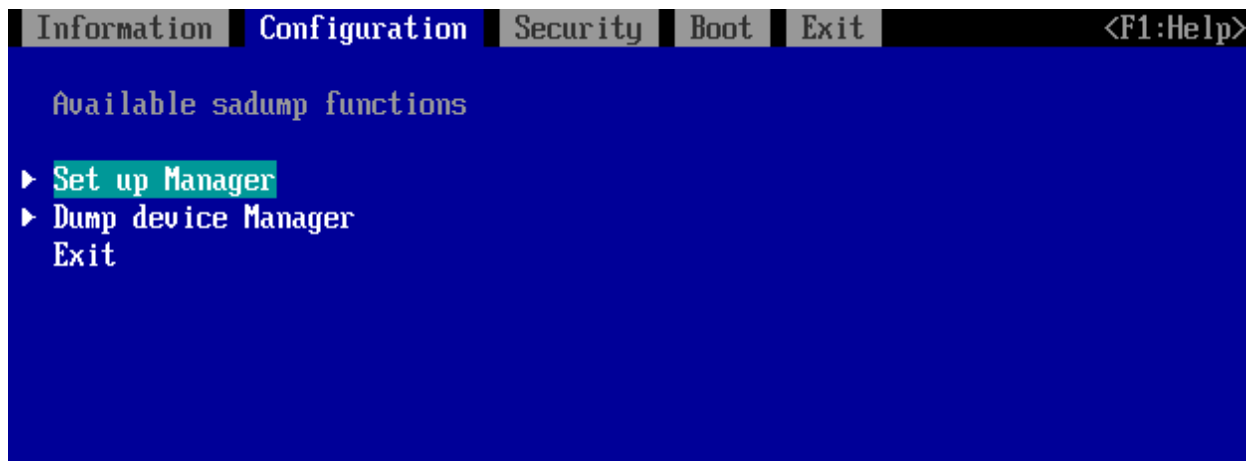 Information Configuration Security Boot Exit <F1:Help>
Available sadump functions
Set up Manager
Dump device Manager
Exit